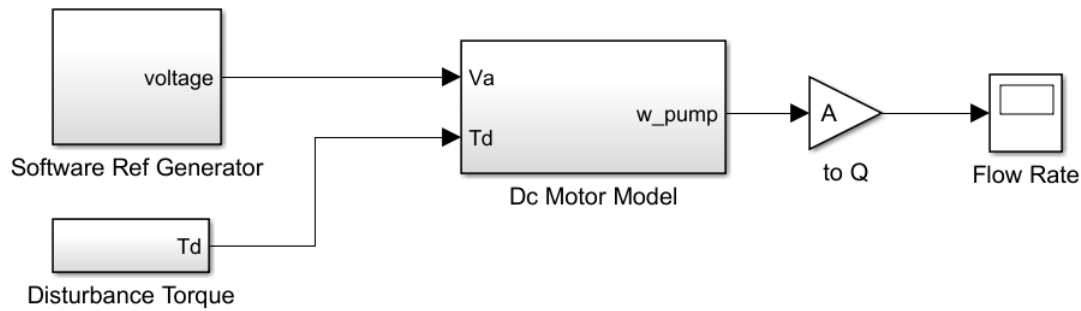 voltage
Software Ref Generator
Td
Disturbance Torque
Va
Td
w_pump
Dc Motor Model
A
to Q
Flow Rate